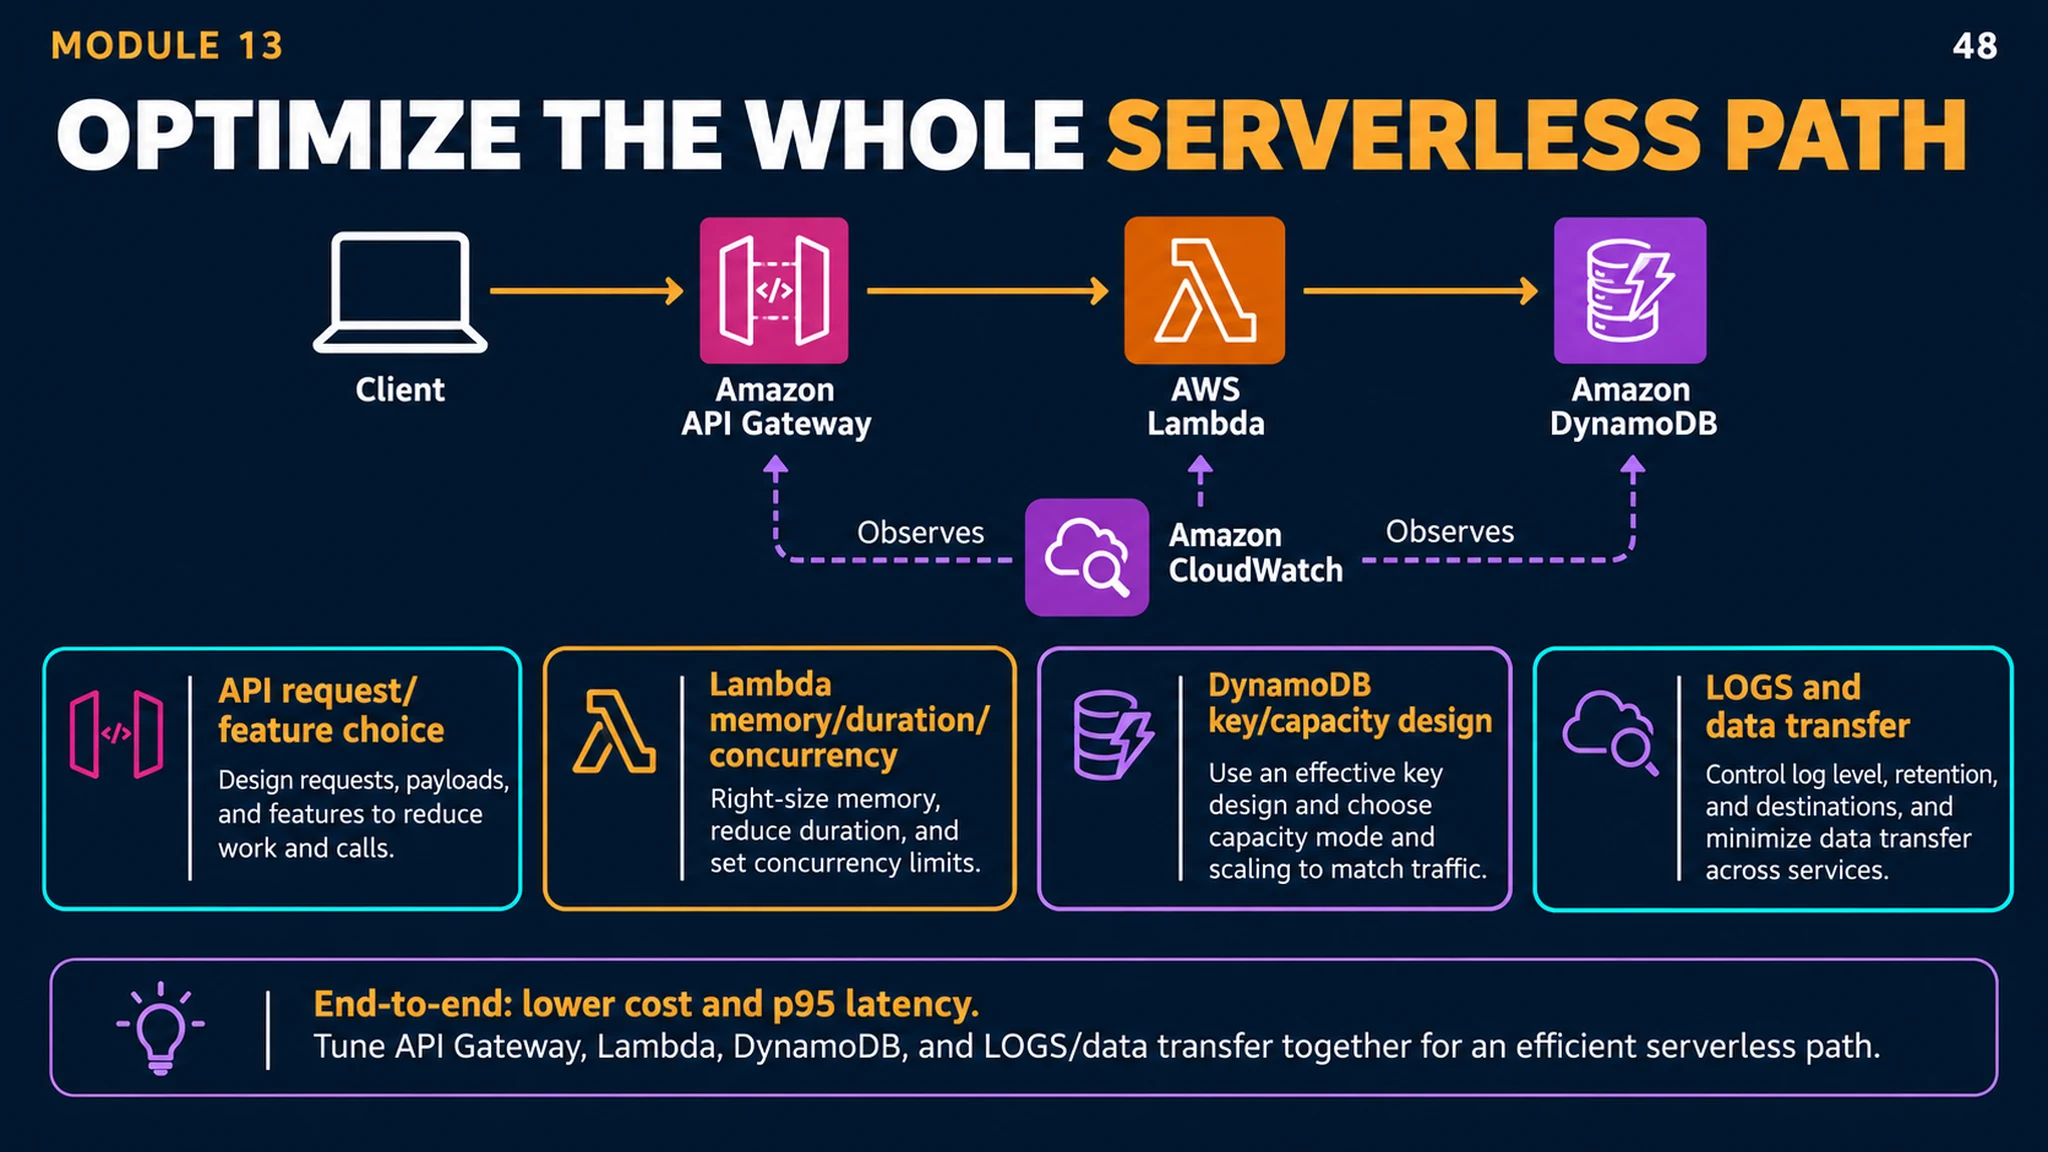 MODULE 13
48
OPTIMIZE THE WHOLE SERVERLESS PATH
Client
Amazon
API Gateway
AWS
Lambda
Amazon
DynamoDB
Observes
Amazon
CloudWatch
Observes
API request/
feature choice
Design requests, payloads,
and features to reduce
work and calls.
Lambda
memory/duration/
concurrency
Right-size memory,
reduce duration, and
set concurrency limits.
DynamoDB
key/capacity design
Use an effective key
design and choose
capacity mode and
scaling to match traffic.
LOGS and
data transfer
Control log level, retention,
and destinations, and
minimize data transfer
across services.
End-to-end: lower cost and p95 latency.
Tune API Gateway, Lambda, DynamoDB, and LOGS/data transfer together for an efficient serverless path.